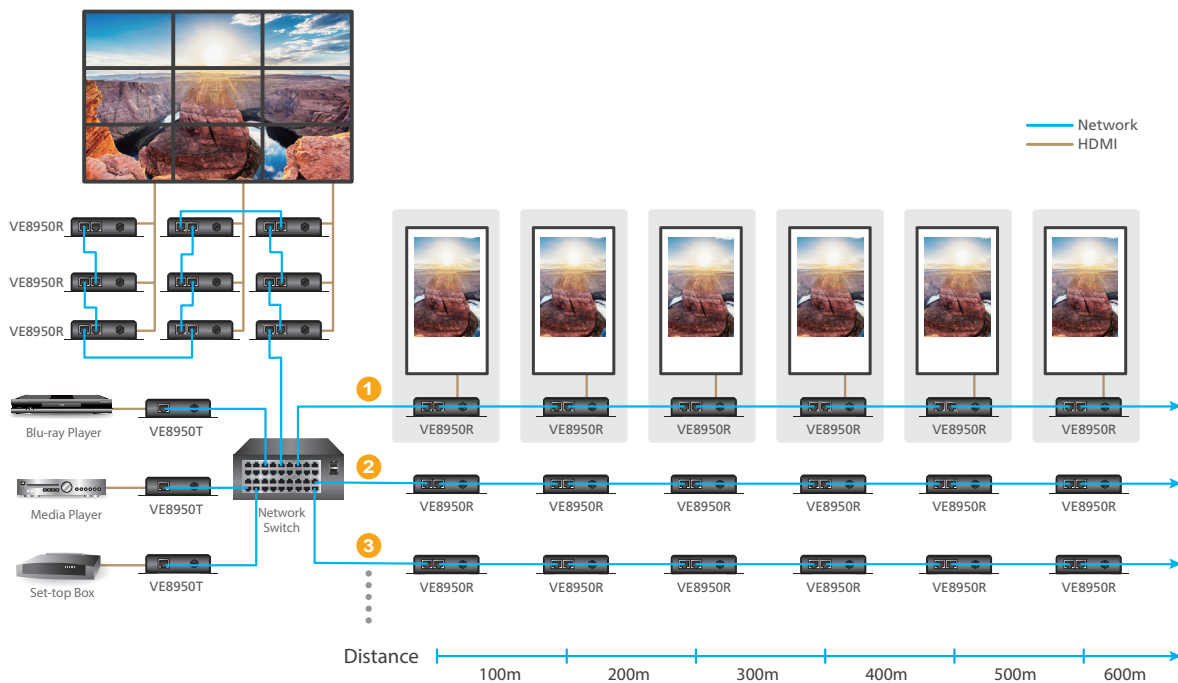 Network
HDMI
VE8950R
VE8950R
VE8950R
Blu-ray Player
VE8950T
Media Player
VE8950T
Set-top Box
VE8950T
Network
Switch
1
VE8950R VE8950R VE8950R VE8950R VE8950R VE8950R
2
VE8950R VE8950R VE8950R VE8950R VE8950R VE8950R
3
VE8950R VE8950R VE8950R VE8950R VE8950R VE8950R
Distance
100m 200m 300m 400m 500m 600m